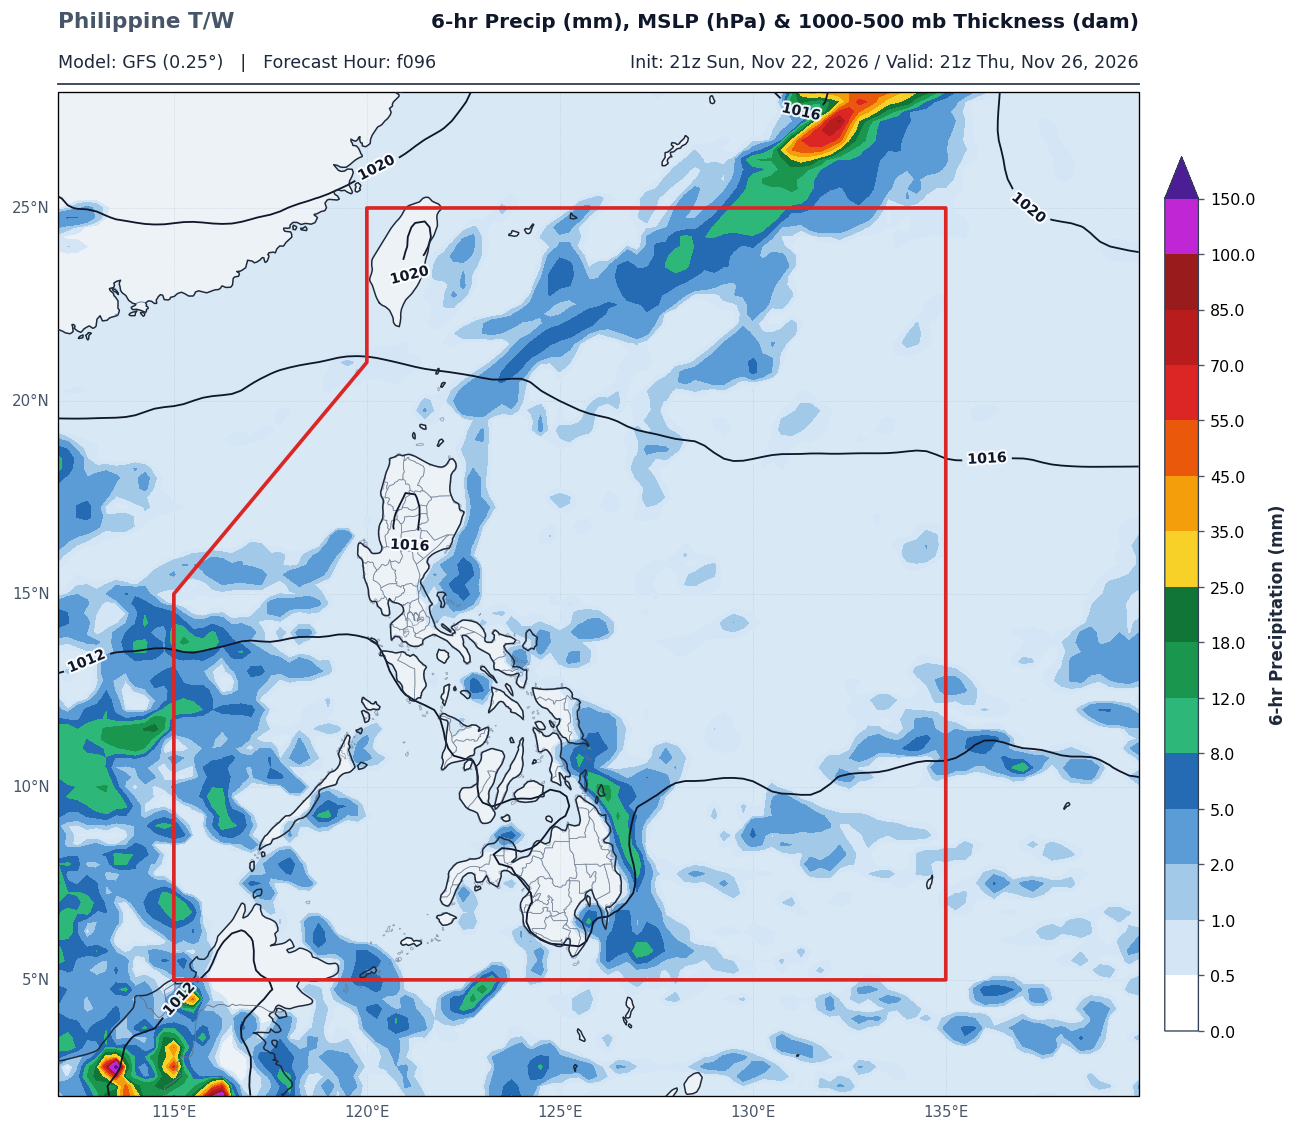 Philippine T/W
6-hr Precip (mm), MSLP (hPa) & 1000-500 mb Thickness (dam)
Model: GFS (0.25°) | Forecast Hour: f096
Init: 21z Sun, Nov 22, 2026 / Valid: 21z Thu, Nov 26, 2026
1016
1020
1020
1020
1016
1016
1012
1012
25°N
20°N
15°N
10°N
5°N
115°E
120°E
125°E
130°E
135°E
150.0
100.0
85.0
70.0
55.0
45.0
35.0
25.0
18.0
12.0
8.0
5.0
2.0
1.0
0.5
0.0
6-hr Precipitation (mm)